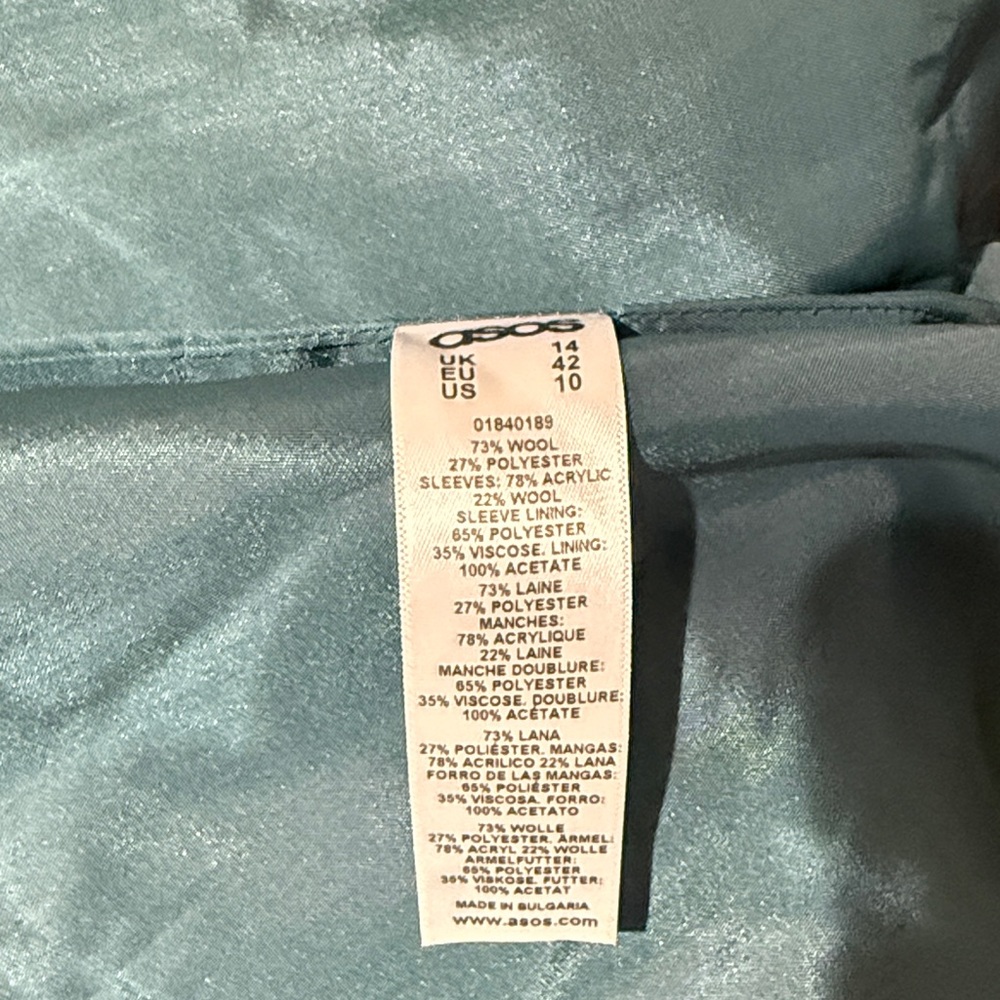 asos
UK 14
EU 42
US 10
01840189
73% WOOL
27% POLYESTER
SLEEVES: 78% ACRYLIC
22% WOOL
SLEEVE LINING:
65% POLYESTER
35% VISCOSE. LINING:
100% ACETATE
73% LAINE
27% POLYESTER
MANCHES:
78% ACRYLIQUE
22% LAINE
MANCHE DOUBLURE:
65% POLYESTER
35% VISCOSE. DOUBLURE:
100% ACÉTATE
73% LANA
27% POLIÉSTER. MANGAS:
78% ACRILICO 22% LANA
FORRO DE LAS MANGAS:
65% POLIÉSTER
35% VISCOSA. FORRO:
100% ACETATO
73% WOLLE
27% POLYESTER. ÄRMEL:
78% ACRYL 22% WOLLE
ARMELFUTTER:
65% POLYESTER
35% VISKOSE. FUTTER:
100% ACETAT
MADE IN BULGARIA
www.asos.com